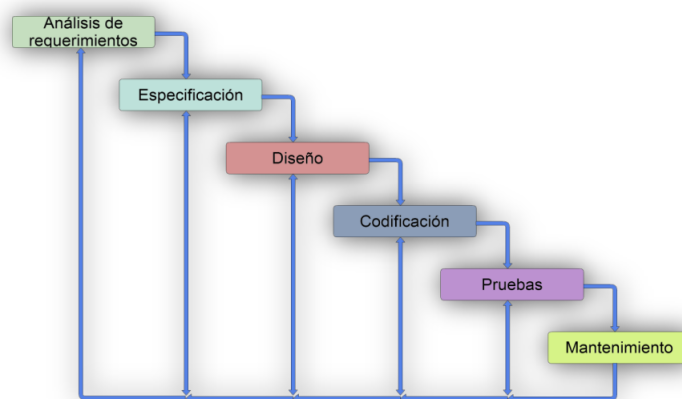 Análisis de
requerimientos
Especificación
Diseño
Codificación
Pruebas
Mantenimiento